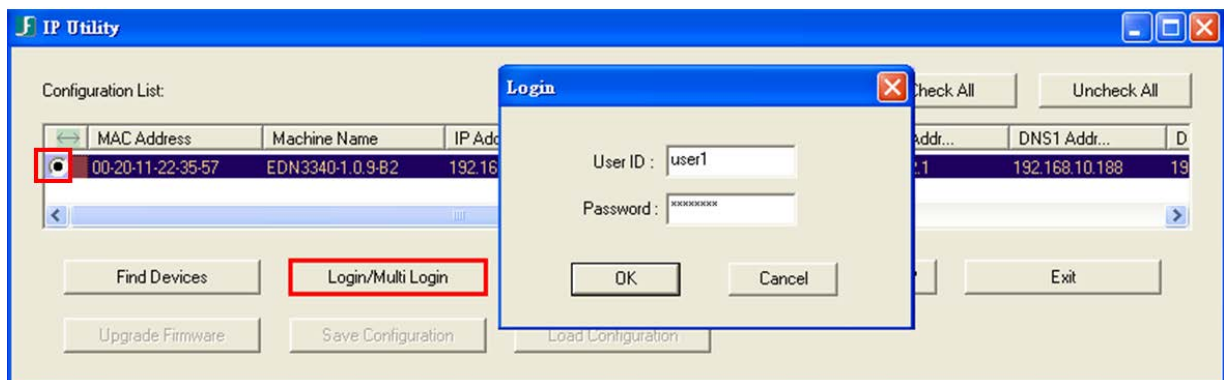 IP Utility
Configuration List:
Login
Check All
Uncheck All
MAC Address Machine Name IP Add
Addr... DNS1 Addr... D
00-20-11-22-35-57 EDN3340-1.0.9-B2 192.16
.1 192.168.10.188 19
User ID : user1
Password : ××××××××
OK Cancel
Find Devices Login/Multi Login Exit
Upgrade Firmware Save Configuration Load Configuration